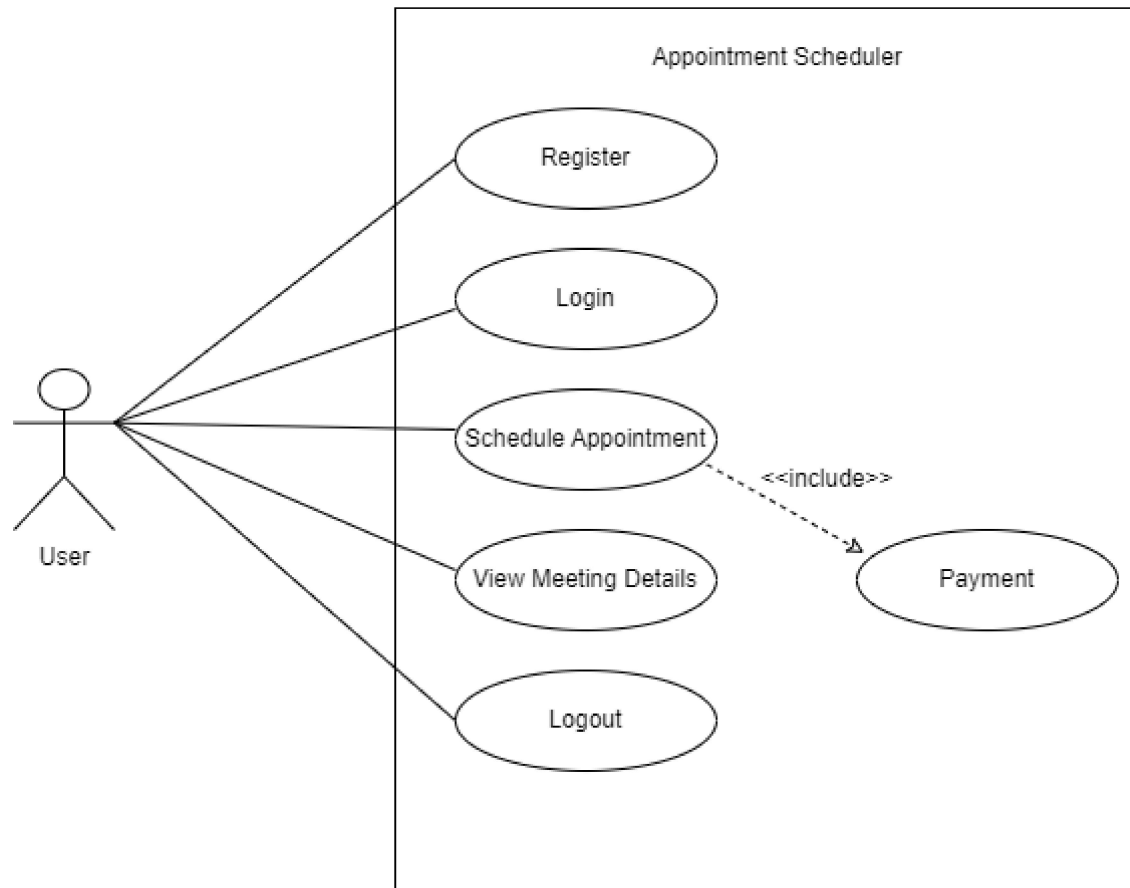 Appointment Scheduler
Register
Login
Schedule Appointment
<<include>>
User
View Meeting Details
Payment
Logout